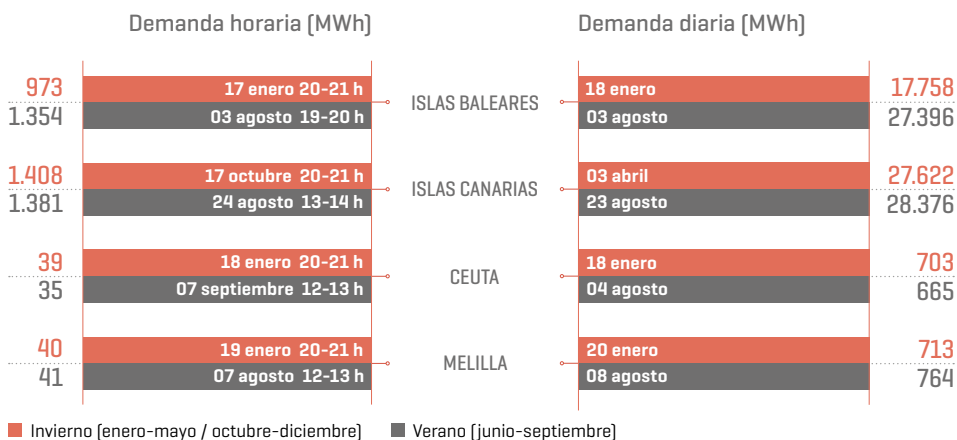 Demanda horaria (MWh) Demanda diaria (MWh)
973 17 enero 20-21 h ISLAS BALEARES 18 enero 17.758
1.354 03 agosto 19-20 h 03 agosto 27.396
1.408 17 octubre 20-21 h ISLAS CANARIAS 03 abril 27.622
1.381 24 agosto 13-14 h 23 agosto 28.376
39 18 enero 20-21 h CEUTA 18 enero 703
35 07 septiembre 12-13 h 04 agosto 665
40 19 enero 20-21 h MELILLA 20 enero 713
41 07 agosto 12-13 h 08 agosto 764
Invierno (enero-mayo / octubre-diciembre) Verano (junio-septiembre)